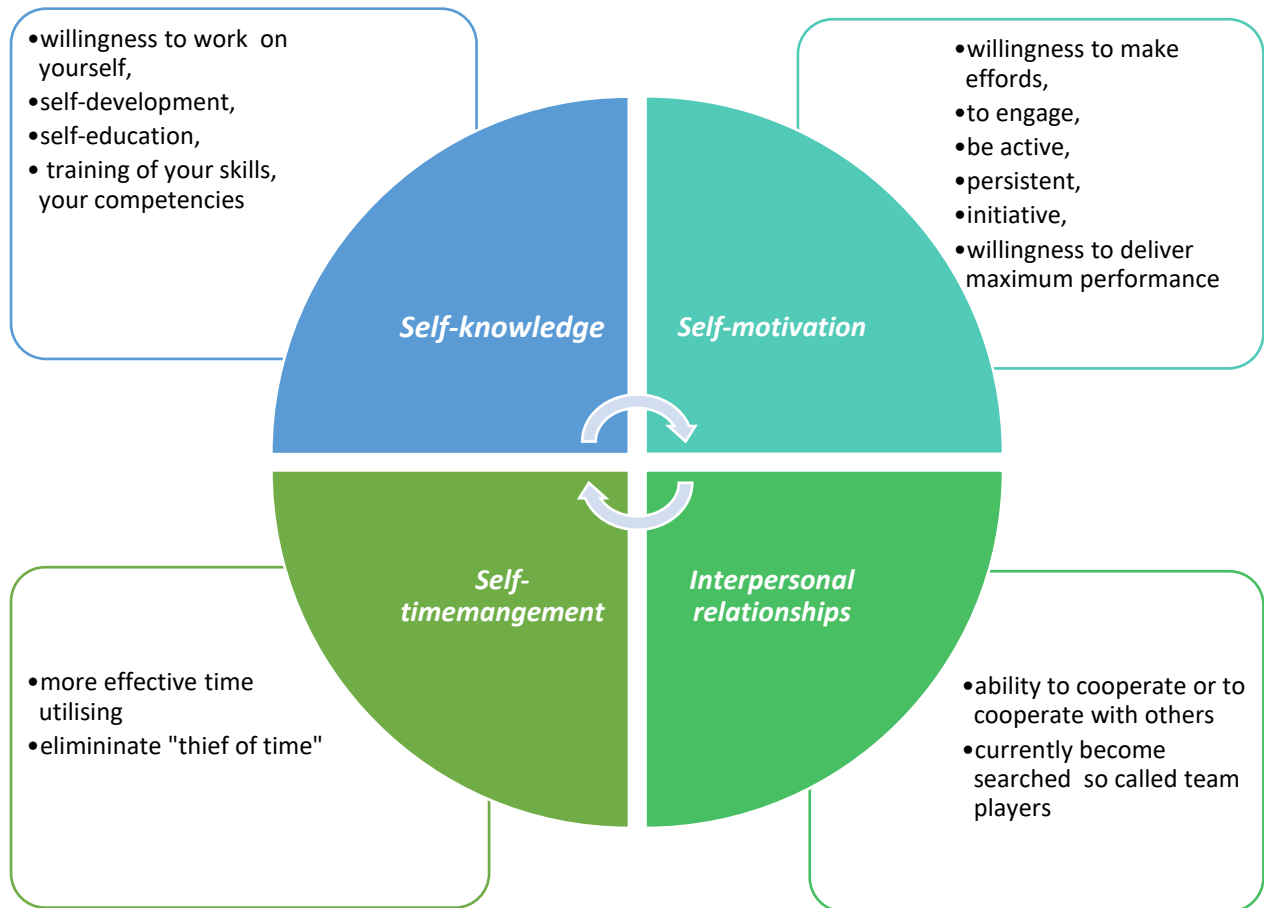 •willingness to work  on
yourself,
•self-development,
•self-education,
• training of your skills,
your competencies
•willingness to make
effords,
•to engage,
•be active,
•persistent,
•initiative,
•willingness to deliver
maximum performance
Self-knowledge
Self-motivation
Self-
timemangement
Interpersonal
relationships
•more effective time
utilising
•elimininate "thief of time"
•ability to cooperate or to
cooperate with others
•currently become
searched  so called team
players